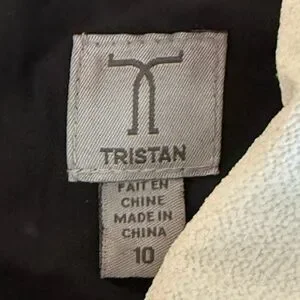 TRISTAN
FAIT EN
CHINE
MADE IN
CHINA
10